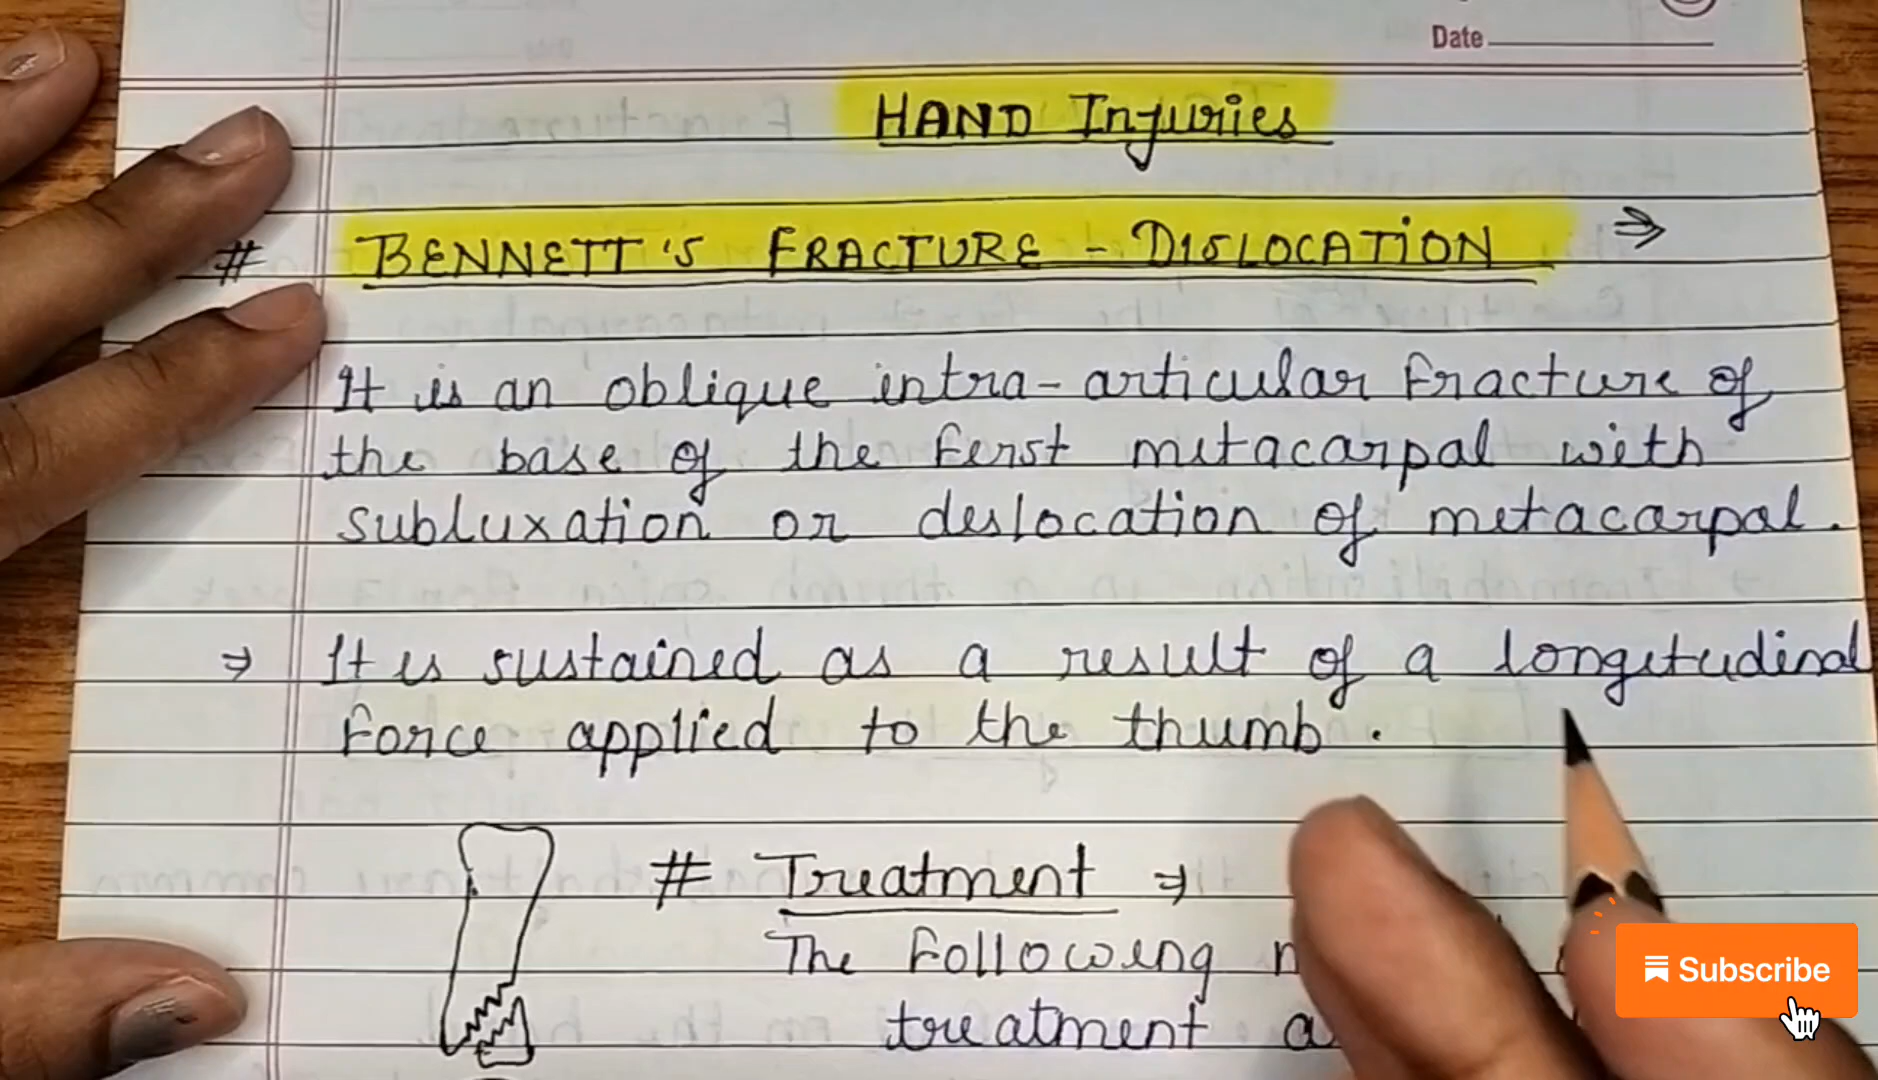 Date
HAND Injuries
# BENNETT'S FRACTURE - DISLOCATION ⇒
It is an oblique intra-articular fracture of
the base of the ferst metacarpal with
subluxation or deslocation of metacarpal.
⇒ It is sustained as a result of a longitudinal
force applied to the thumb.
# Treatment ⇒
The following
treatment
Subscribe